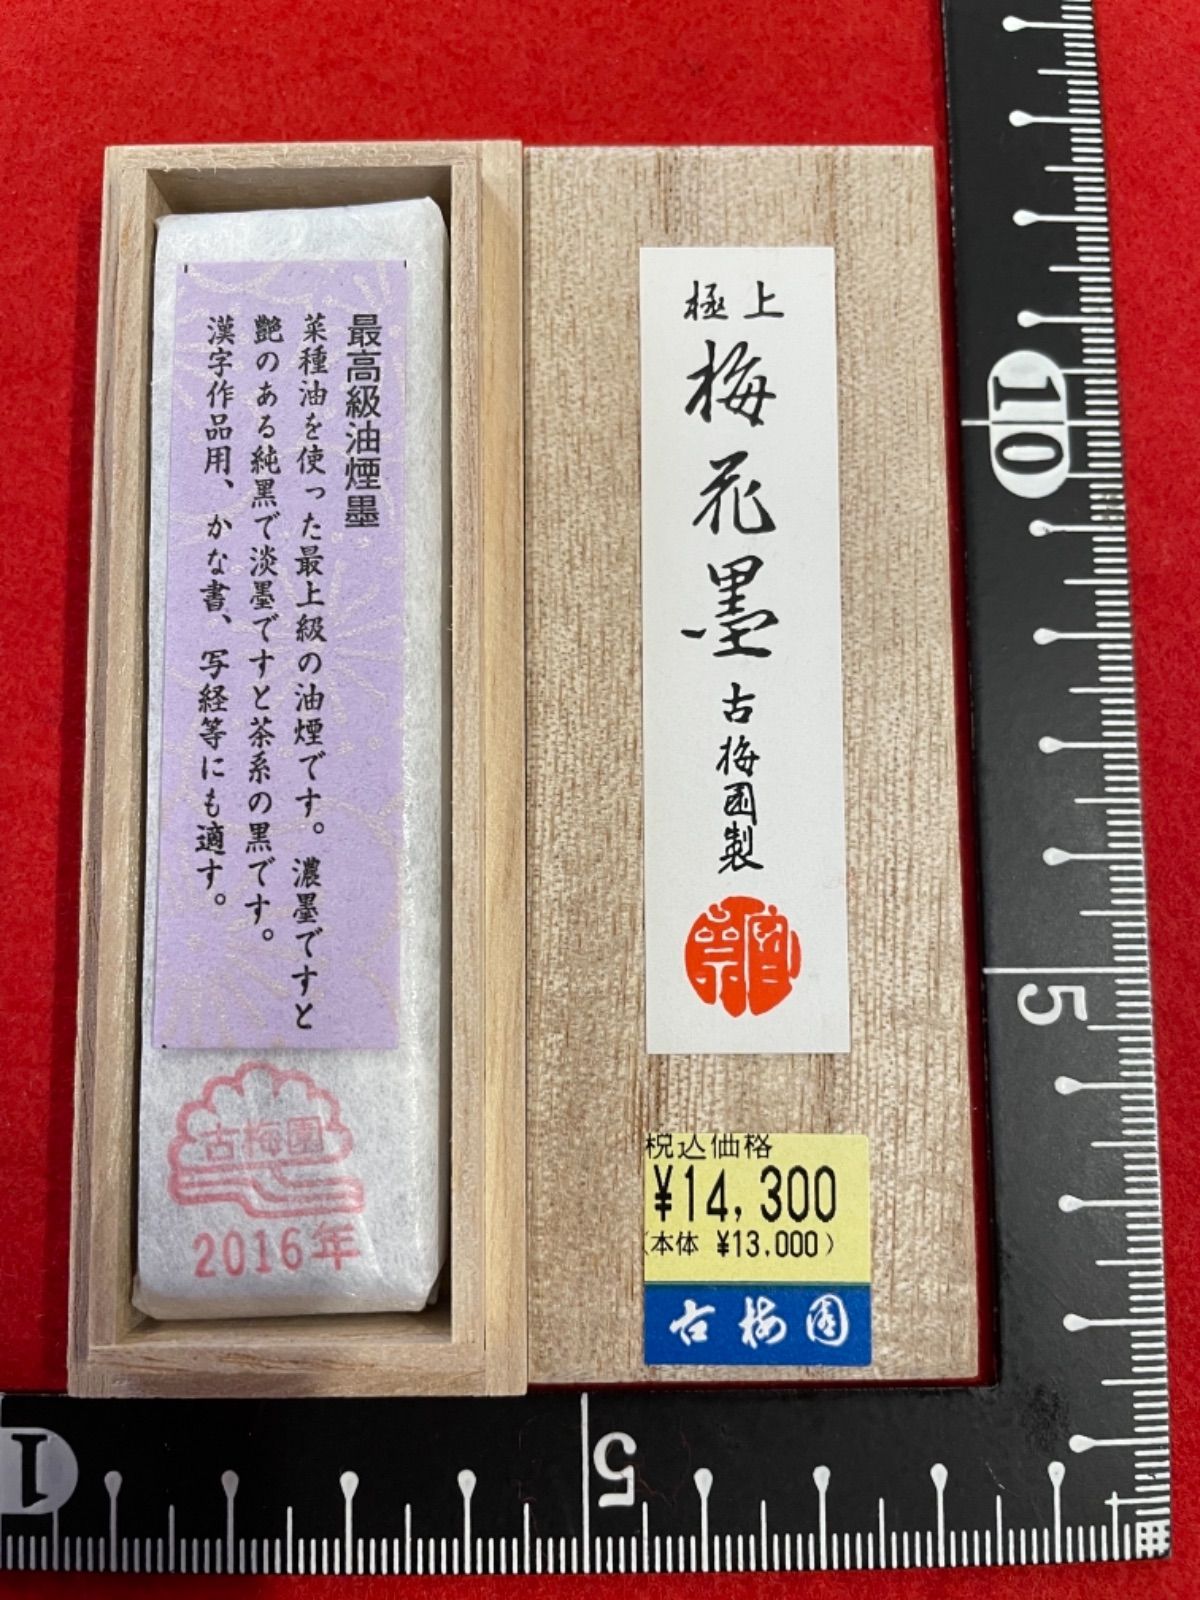 最高級油煙墨
菜種油を使った最上級の油煙です。濃墨ですと
艶のある純黒で淡墨ですと茶系の黒です。
漢字作品用、かな書、写経等にも適す。
古梅園
2016年
極上
梅花墨
古梅園製
税込価格
¥14,300
(本体 ¥13,000)
古梅園
10
5
5
1